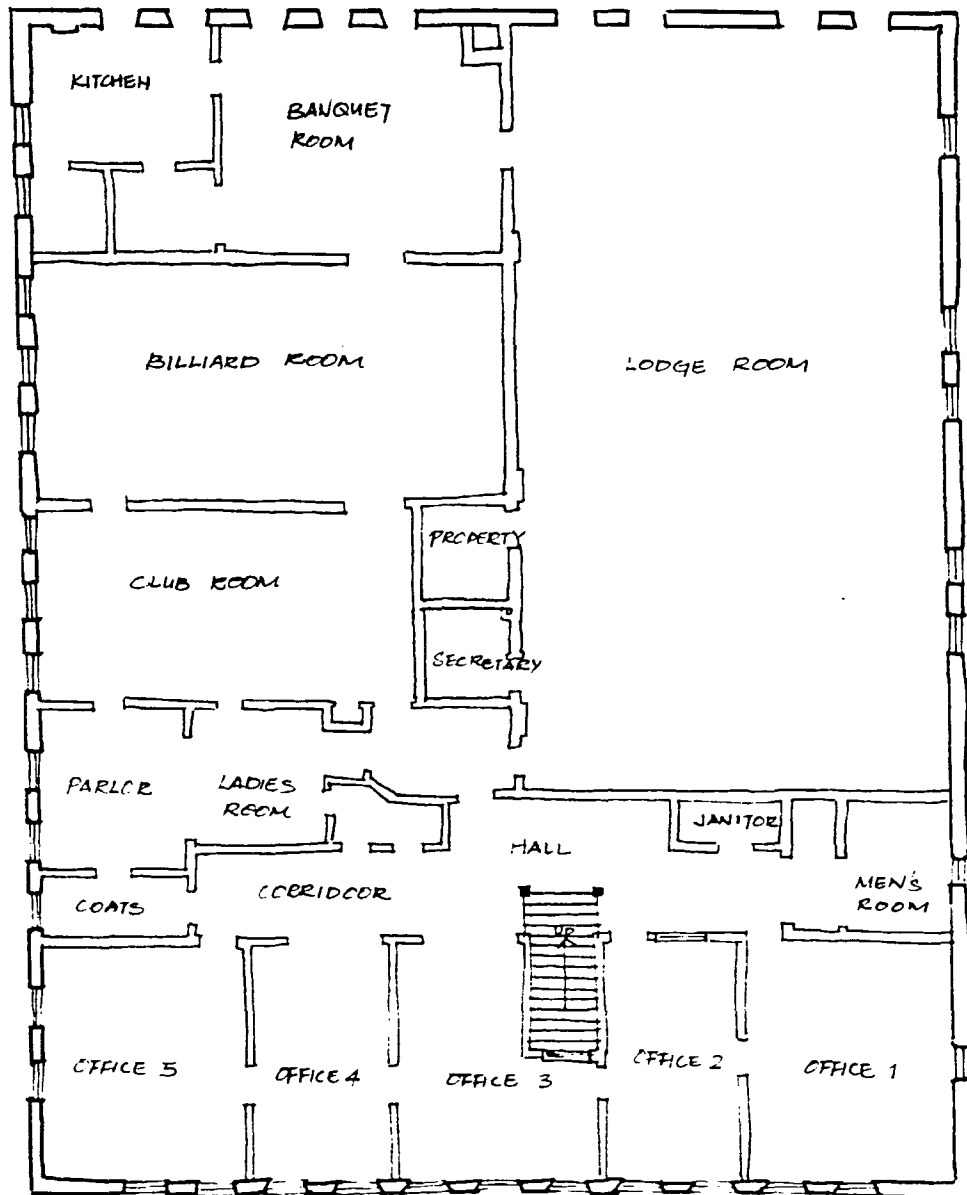 KITCHEN
BANQUET
ROOM
BILLIARD ROOM
LODGE ROOM
PROPERTY
CLUB ROOM
SECRETARY
PARLOR
LADIES
ROOM
JANITOR
HALL
MEN'S
ROOM
COATS
CORRIDOR
UP
OFFICE 5
OFFICE 4
OFFICE 3
OFFICE 2
OFFICE 1